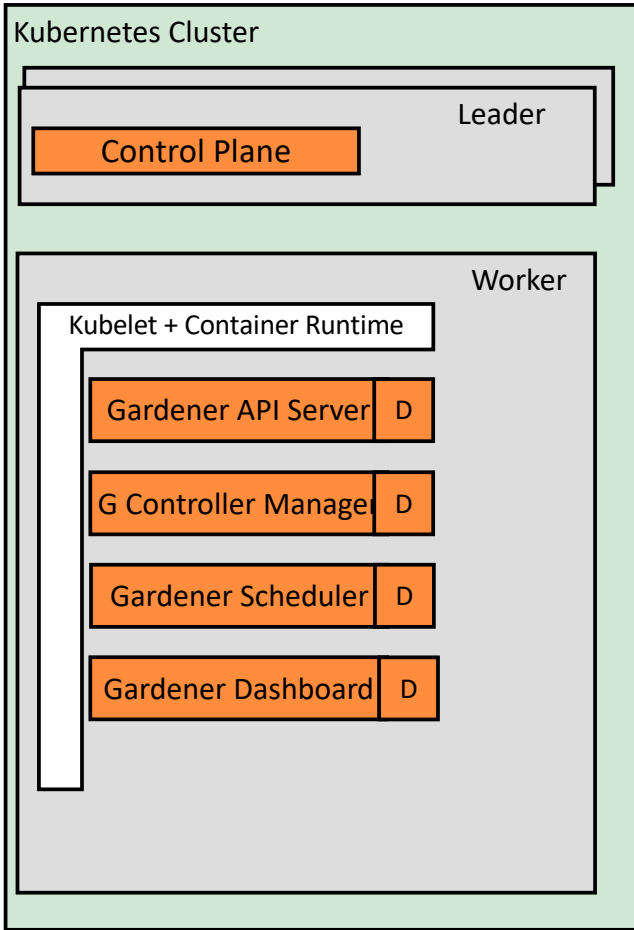 Kubernetes Cluster
Leader
Control Plane
Worker
Kubelet + Container Runtime
Gardener API Server D
G Controller Manager D
Gardener Scheduler D
Gardener Dashboard D